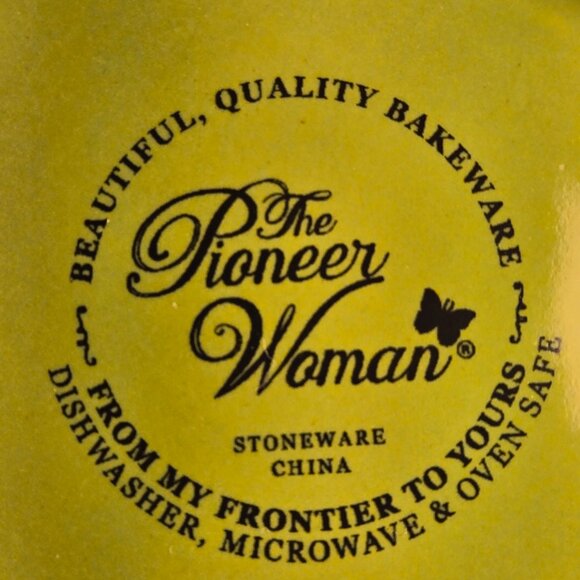 BEAUTIFUL, QUALITY BAKEWARE
The
Pioneer
Woman®
STONEWARE
CHINA
FROM MY FRONTIER TO YOURS
DISHWASHER, MICROWAVE & OVEN SAFE